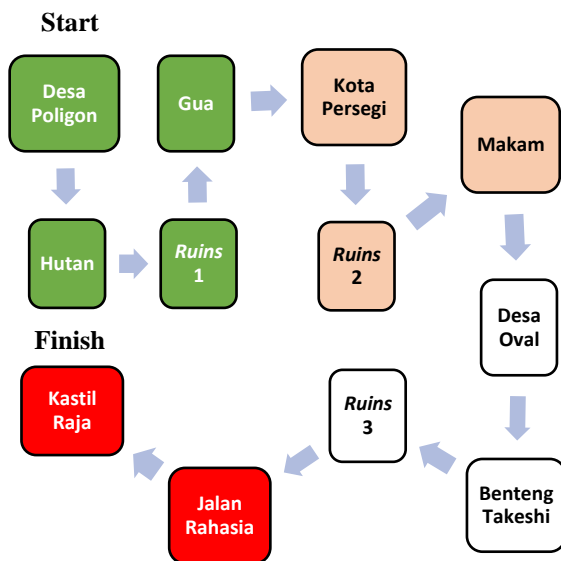 Start
Desa
Poligon
Gua
Kota
Persegi
Makam
Hutan
Ruins
1
Ruins
2
Desa
Oval
Finish
Kastil
Raja
Ruins
3
Jalan
Rahasia
Benteng
Takeshi